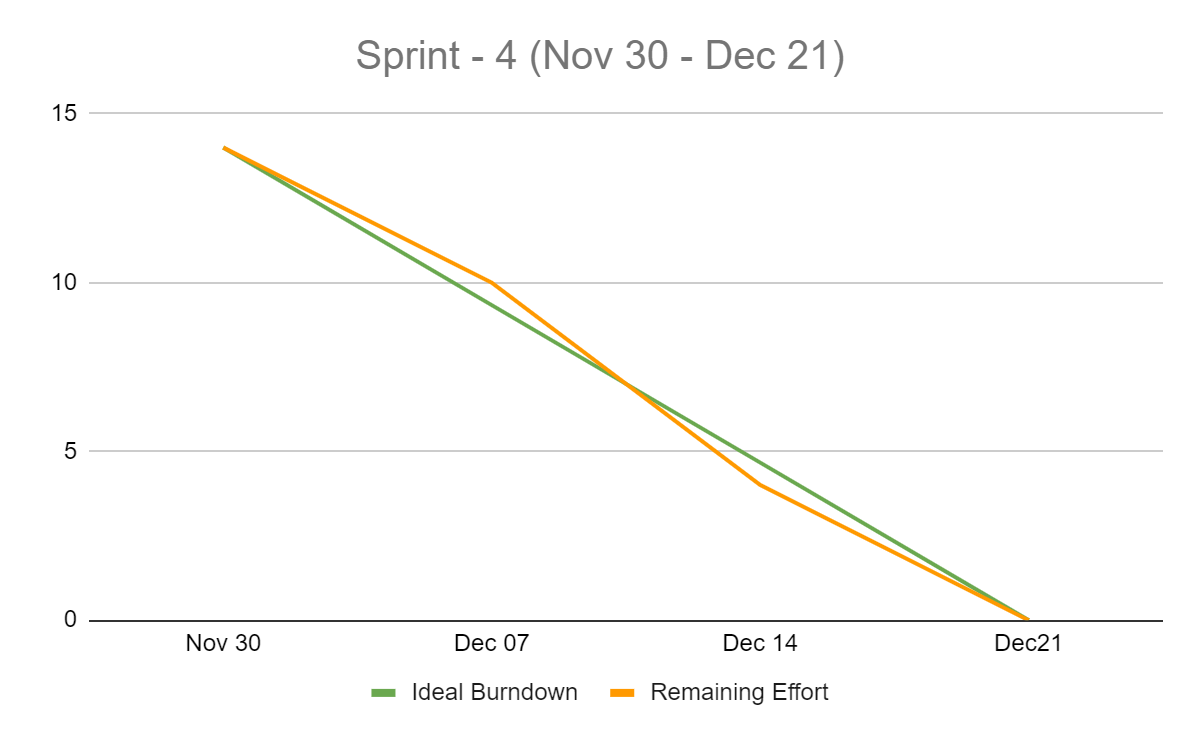 Sprint - 4 (Nov 30 - Dec 21)
15
10
5
0
Nov 30 Dec 07 Dec 14 Dec21
Ideal Burndown Remaining Effort